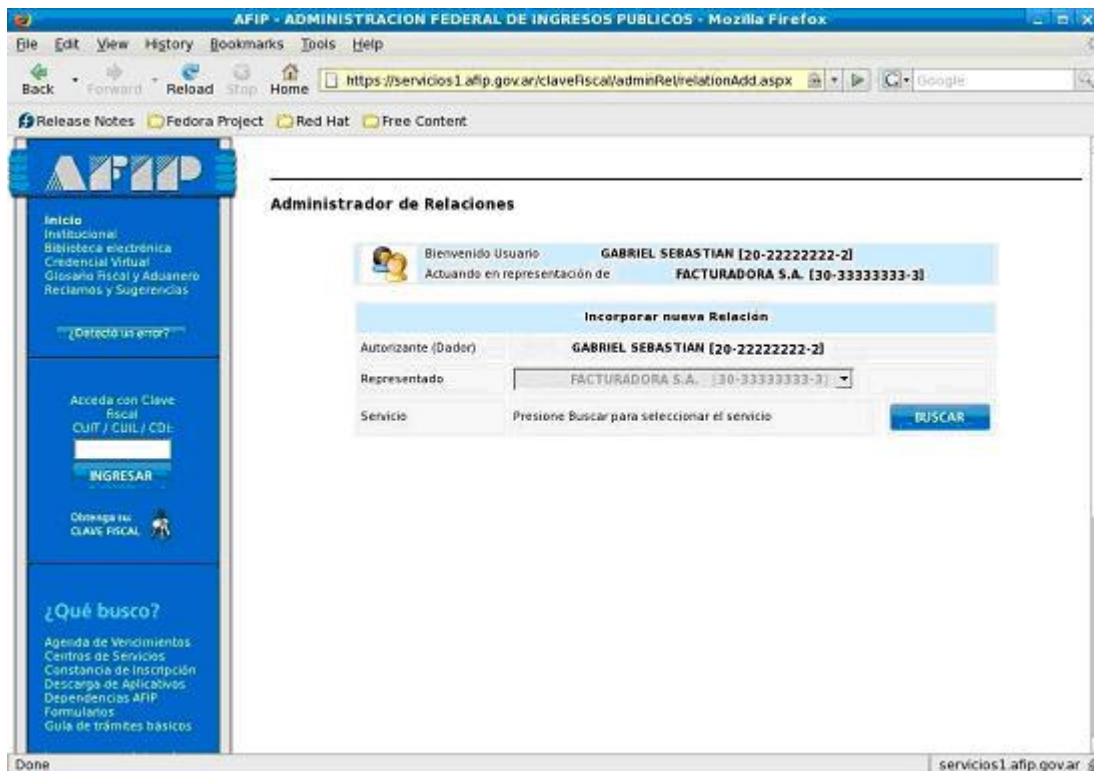 AFIP - ADMINISTRACION FEDERAL DE INGRESOS PUBLICOS - Mozilla Firefox
File Edit View History Bookmarks Tools Help
Back Forward Reload Stop Home https://servicios1.afip.gov.ar/claveFiscal/adminRel/relationAdd.aspx Google
Release Notes Fedora Project Red Hat Free Content
AFIP
Inicio
Institucional
Biblioteca electrónica
Credencial Virtual
Glosario Fiscal y Aduanero
Reclamos y Sugerencias
¿Detectó un error?
Acceda con Clave
Fiscal
CUIT / CUIL / CDI:
INGRESAR
Obtenga su
CLAVE FISCAL
¿Qué busco?
Agenda de Vencimientos
Centros de Servicios
Constancia de Inscripción
Descarga de Aplicativos
Dependencias AFIP
Formularios
Guía de trámites básicos
Administrador de Relaciones
Bienvenido Usuario GABRIEL SEBASTIAN [20-22222222-2]
Actuando en representación de FACTURADORA S.A. [30-33333333-3]
Incorporar nueva Relación
Autorizante (Dador) GABRIEL SEBASTIAN [20-22222222-2]
Representado FACTURADORA S.A. [30-33333333-3]
Servicio Presione Buscar para seleccionar el servicio BUSCAR
Done servicios1.afip.gov.ar